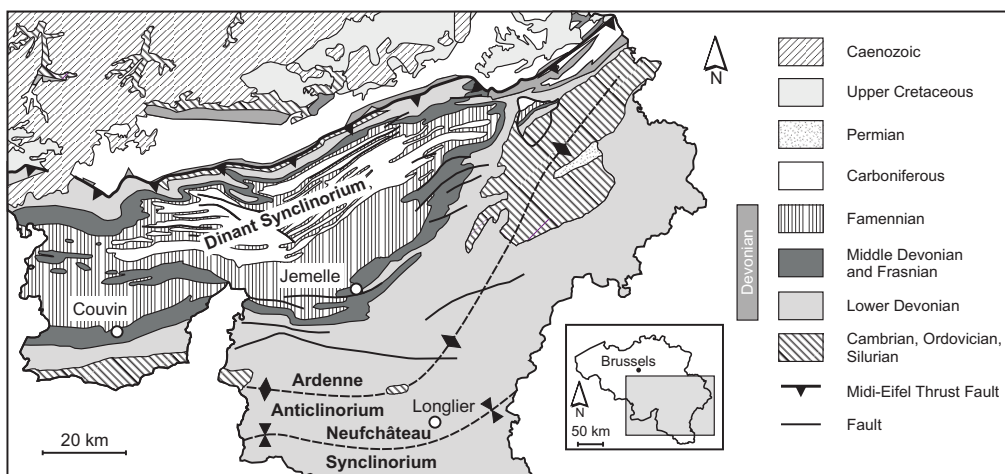 N
Dinant Synclinorium
Jemelle
Couvin
Ardenne
Anticlinorium
Longlier
Neufchâteau
Synclinorium
20 km
Brussels
N
50 km
Caenozoic
Upper Cretaceous
Permian
Carboniferous
Devonian
Famennian
Middle Devonian
and Frasnian
Lower Devonian
Cambrian, Ordovician,
Silurian
Midi-Eifel Thrust Fault
Fault